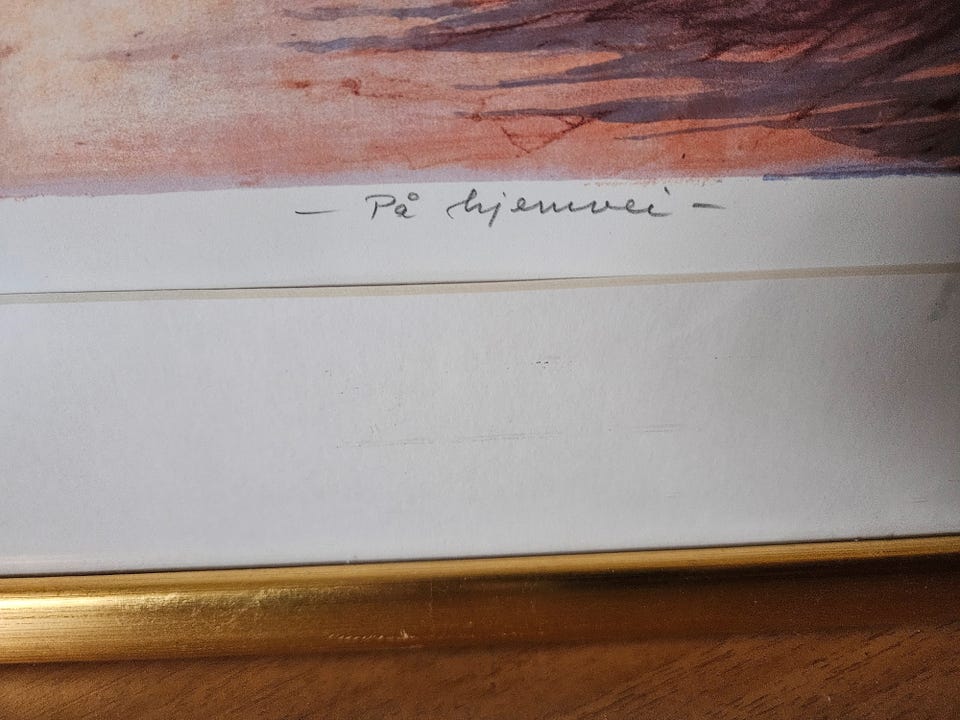 - På hjemvei -